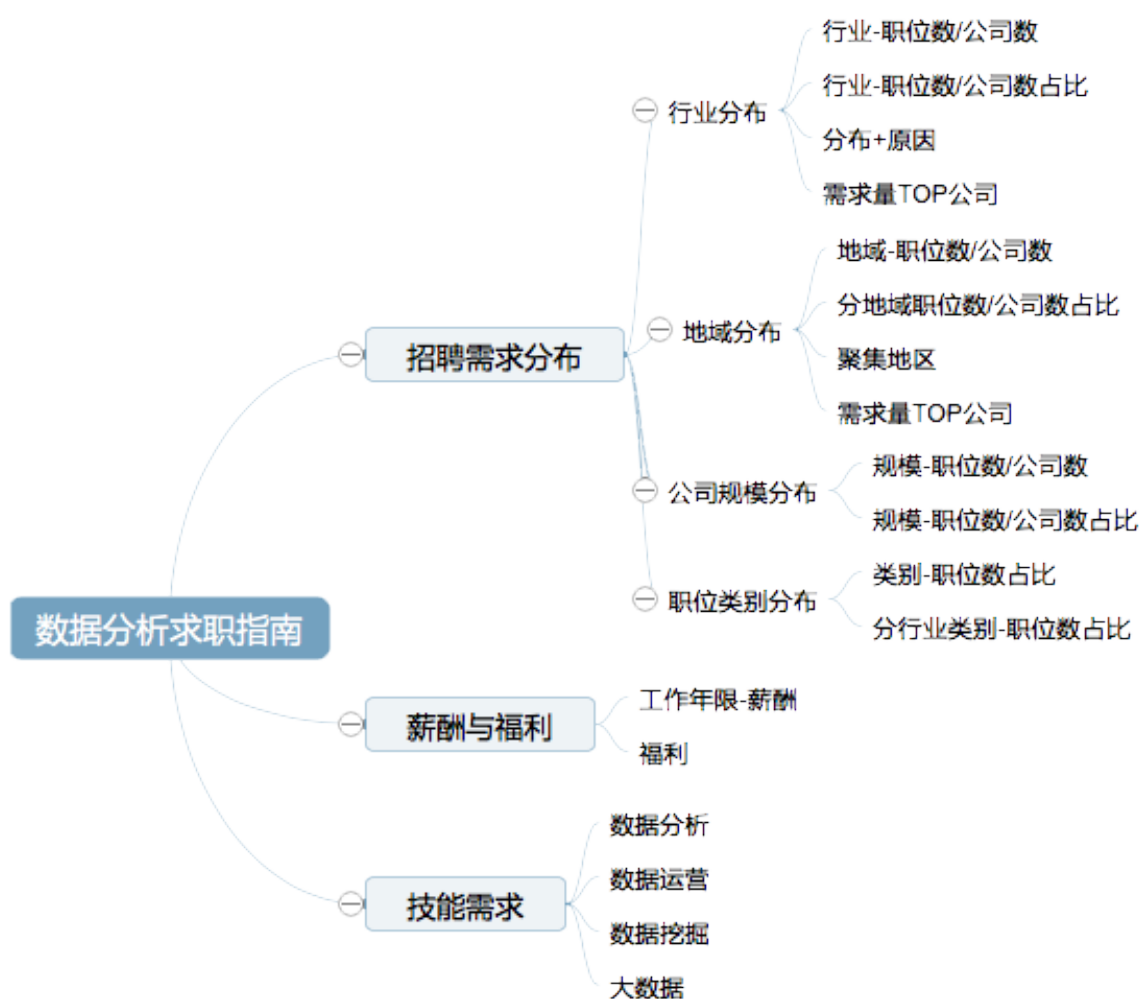 数据分析求职指南
招聘需求分布
行业分布
行业-职位数/公司数
行业-职位数/公司数占比
分布+原因
需求量TOP公司
地域分布
地域-职位数/公司数
分地域职位数/公司数占比
聚集地区
需求量TOP公司
公司规模分布
规模-职位数/公司数
规模-职位数/公司数占比
职位类别分布
类别-职位数占比
分行业类别-职位数占比
薪酬与福利
工作年限-薪酬
福利
技能需求
数据分析
数据运营
数据挖掘
大数据